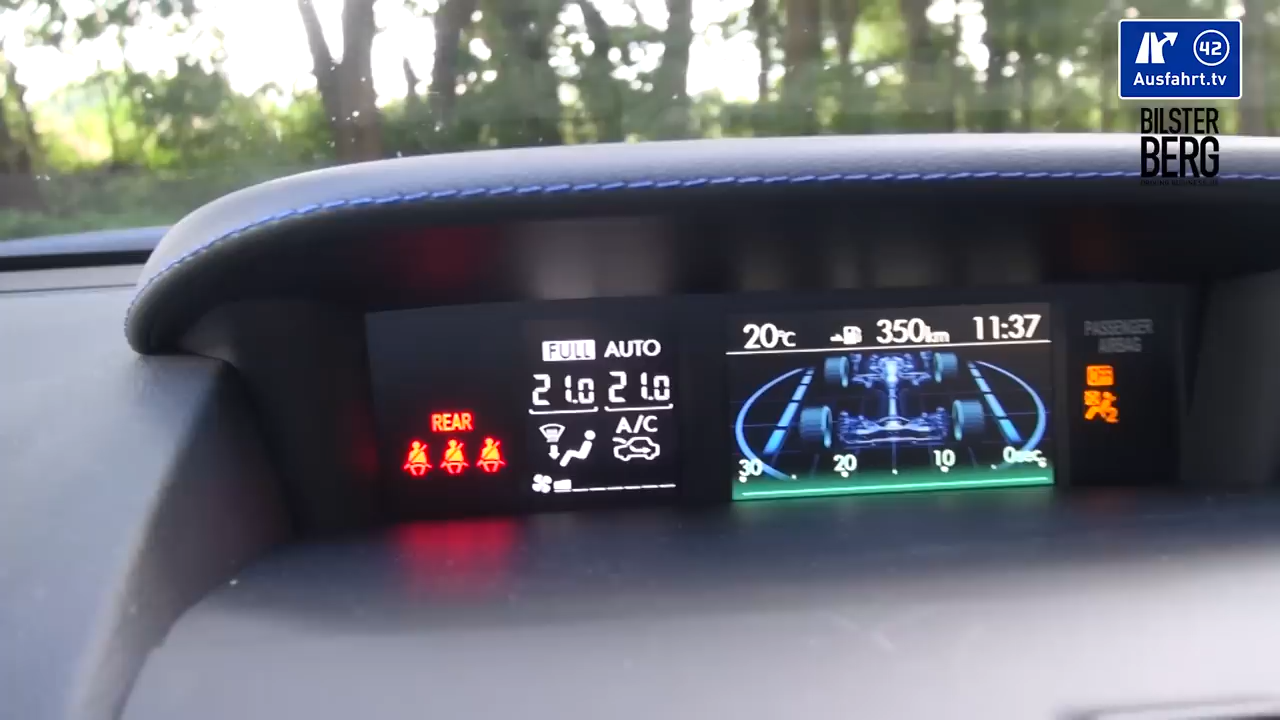 42
Ausfahrt.tv
BILSTER
BERG
20°C
350km
11:37
FULL AUTO
21.0 21.0
A/C
REAR
30 20 10 0sec.
PASSENGER
AIRBAG
OFF